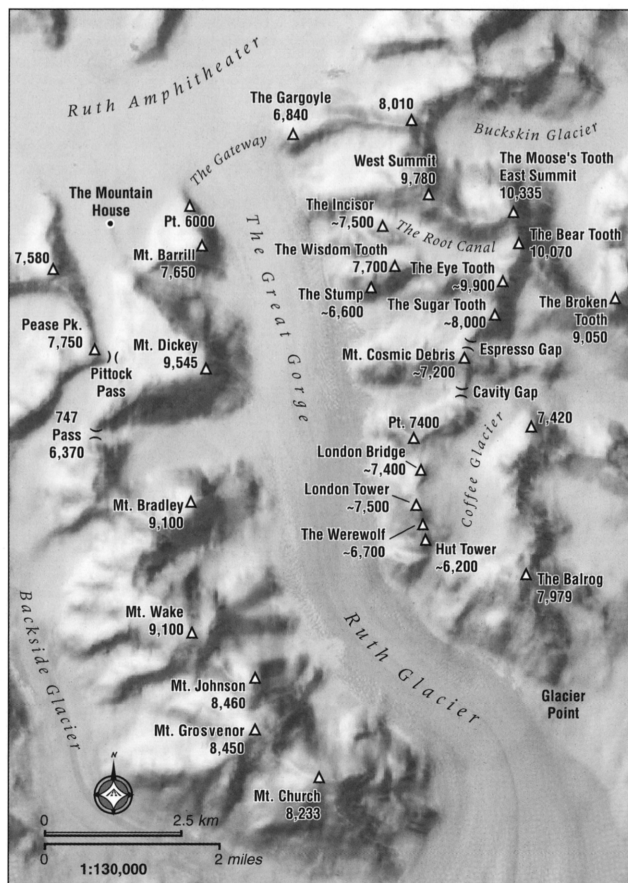 Ruth Amphitheater
The Gargoyle
6,840
8,010
Buckskin Glacier
The Gateway
West Summit
9,780
The Moose's Tooth
East Summit
10,335
The Mountain
House
Pt. 6000
The Incisor
~7,500
The Root Canal
The Bear Tooth
10,070
Mt. Barrill
7,650
The Great Gorge
The Wisdom Tooth
7,700
7,580
The Eye Tooth
~9,900
The Stump
~6,600
The Sugar Tooth
~8,000
The Broken
Tooth
9,050
Pease Pk.
7,750
Pittock
Pass
Mt. Dickey
9,545
Espresso Gap
Mt. Cosmic Debris
~7,200
Cavity Gap
747
Pass
6,370
Pt. 7400
7,420
London Bridge
~7,400
Coffee Glacier
Mt. Bradley
9,100
London Tower
~7,500
The Werewolf
~6,700
Hut Tower
~6,200
The Balrog
7,979
Mt. Wake
9,100
Backside Glacier
Ruth Glacier
Mt. Johnson
8,460
Glacier
Point
Mt. Grosvenor
8,450
N
Mt. Church
8,233
0 2.5 km
0 2 miles
1:130,000